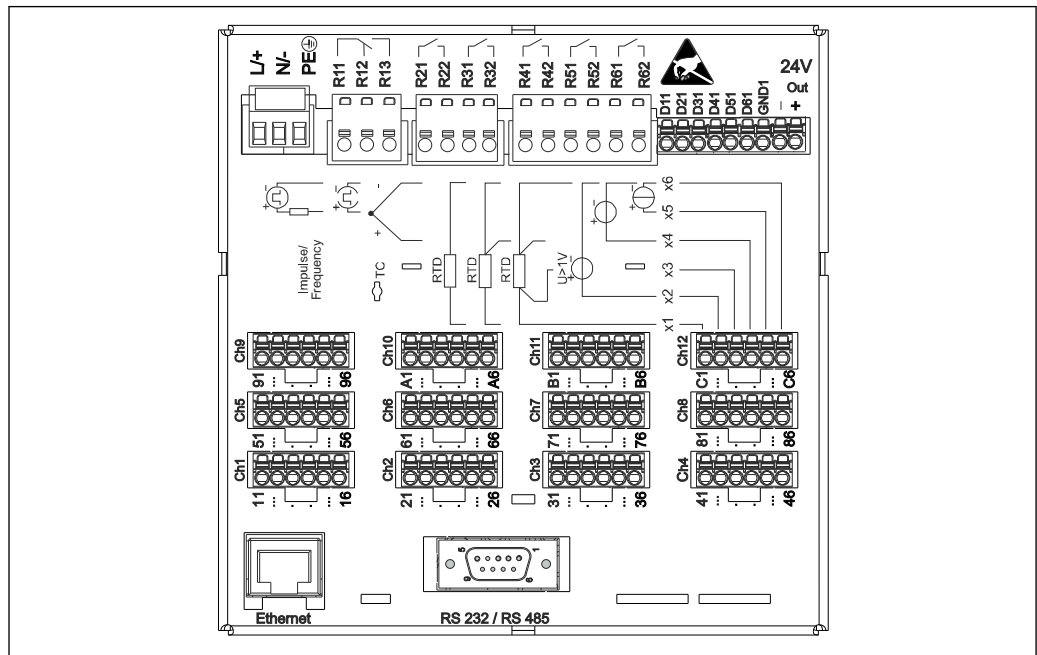 L/+ N/- PE R11 R12 R13 R21 R22 R31 R32 R41 R42 R51 R52 R61 R62
24V
Out
D11 D21 D31 D41 D51 D61 GND1 - +
- + - + - + - + - + - +
x6
x5
x4
x3
x2
x1
Impulse/
Frequency
TC
RTD RTD RTD
U>1V
Ch9 Ch10 Ch11 Ch12
91 ... . . ... 96 A1 ... . . ... A6 B1 ... . . ... B6 C1 ... . . ... C6
Ch5 Ch6 Ch7 Ch8
51 ... . . ... 56 61 ... . . ... 66 71 ... . . ... 76 81 ... . . ... 86
Ch1 Ch2 Ch3 Ch4
11 ... . . ... 16 21 ... . . ... 26 31 ... . . ... 36 41 ... . . ... 46
5 1
9 6
Ethernet
RS 232 / RS 485